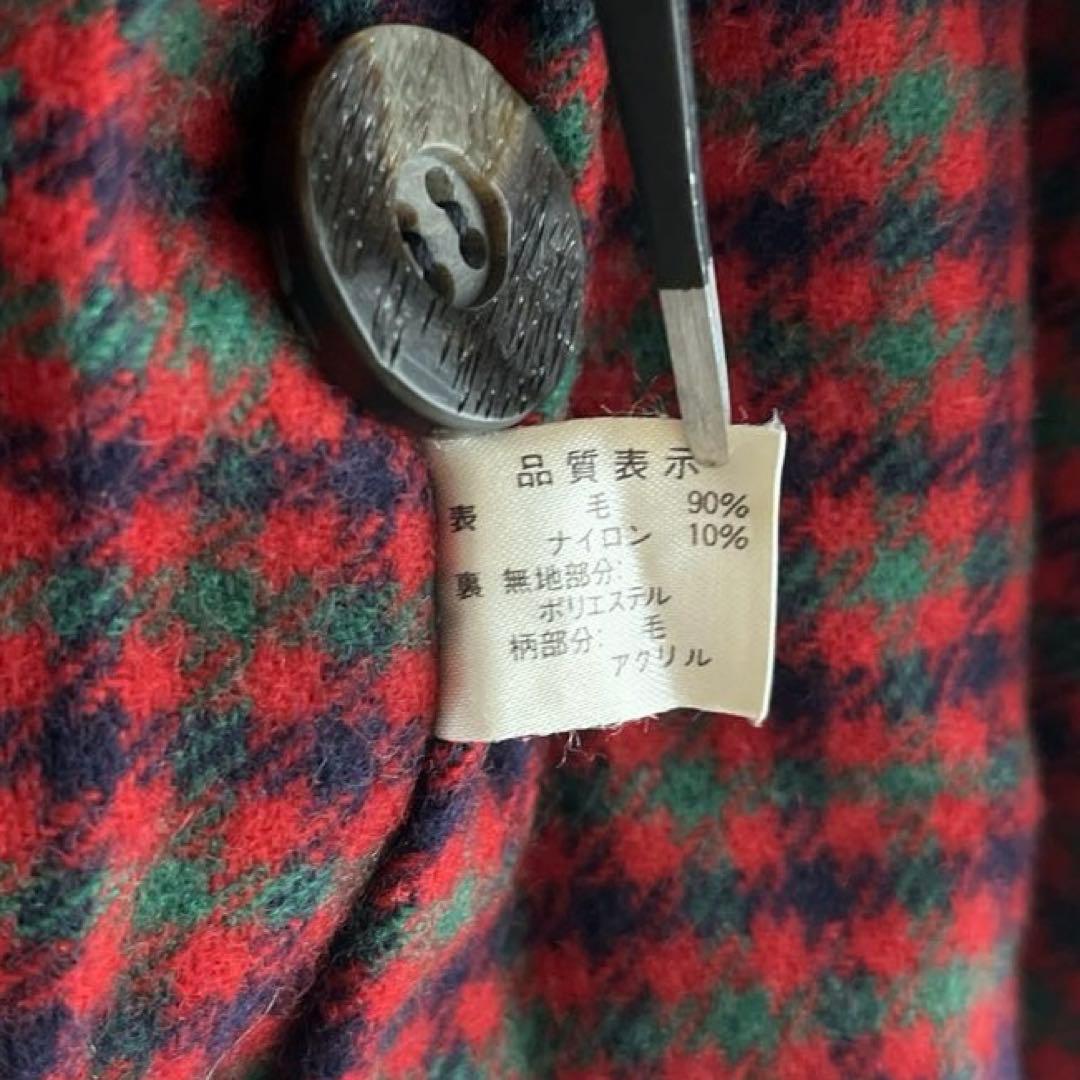 品質表示
表 毛 90%
ナイロン 10%
裏 無地部分:
ポリエステル
柄部分: 毛
アクリル